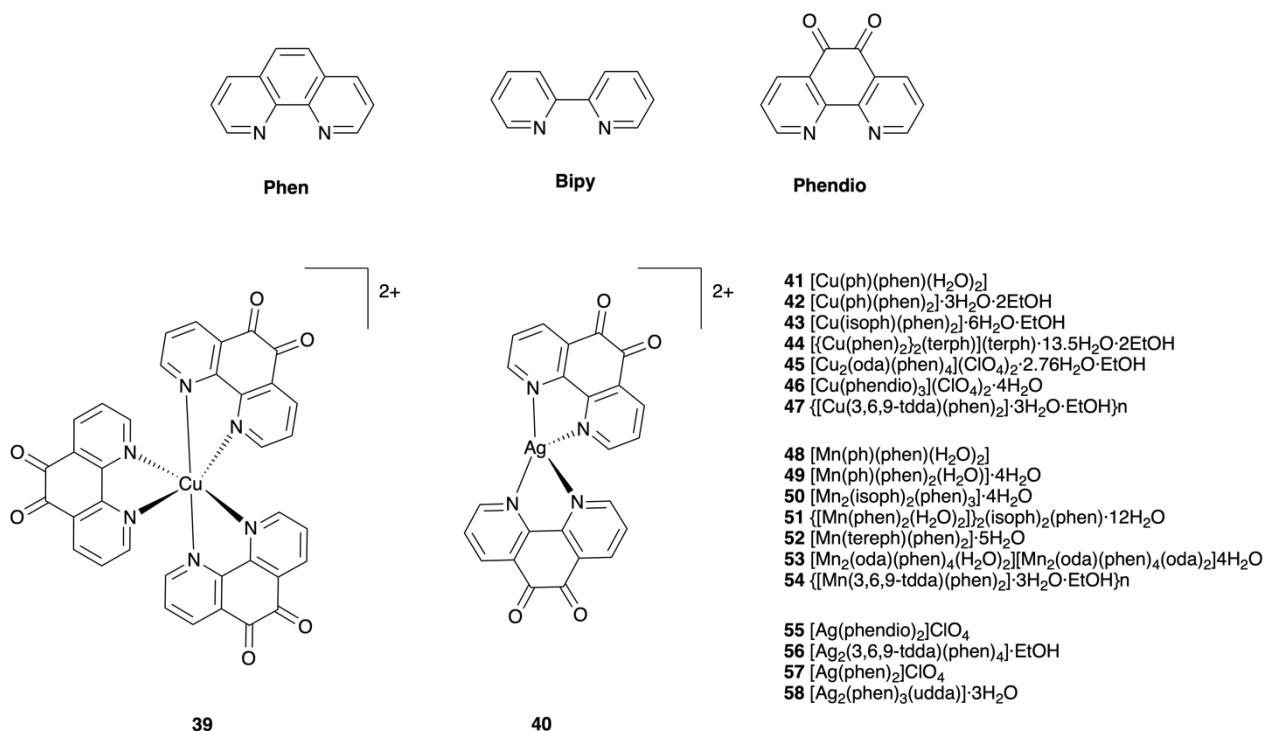 O O
N N
Phen
N N
Bipy
N N
Phendio
2+
O
O
N
N
O
O
N
N
Cu
N
N
O
O
39
2+
O
O
N
N
Ag
N N
O O
40
41 [Cu(ph)(phen)(H₂O)₂]
42 [Cu(ph)(phen)₂]·3H₂O·2EtOH
43 [Cu(isoph)(phen)₂]·6H₂O·EtOH
44 [{Cu(phen)₂}₂(terph)](terph)·13.5H₂O·2EtOH
45 [Cu₂(oda)(phen)₄](ClO₄)₂·2.76H₂O·EtOH
46 [Cu(phendio)₃](ClO₄)₂·4H₂O
47 {[Cu(3,6,9-tdda)(phen)₂]·3H₂O·EtOH}n
48 [Mn(ph)(phen)(H₂O)₂]
49 [Mn(ph)(phen)₂(H₂O)]·4H₂O
50 [Mn₂(isoph)₂(phen)₃]·4H₂O
51 {[Mn(phen)₂(H₂O)₂]}₂(isoph)₂(phen)·12H₂O
52 [Mn(tereph)(phen)₂]·5H₂O
53 [Mn₂(oda)(phen)₄(H₂O)₂][Mn₂(oda)(phen)₄(oda)₂]4H₂O
54 {[Mn(3,6,9-tdda)(phen)₂]·3H₂O·EtOH}n
55 [Ag(phendio)₂]ClO₄
56 [Ag₂(3,6,9-tdda)(phen)₄]·EtOH
57 [Ag(phen)₂]ClO₄
58 [Ag₂(phen)₃(udda)]·3H₂O